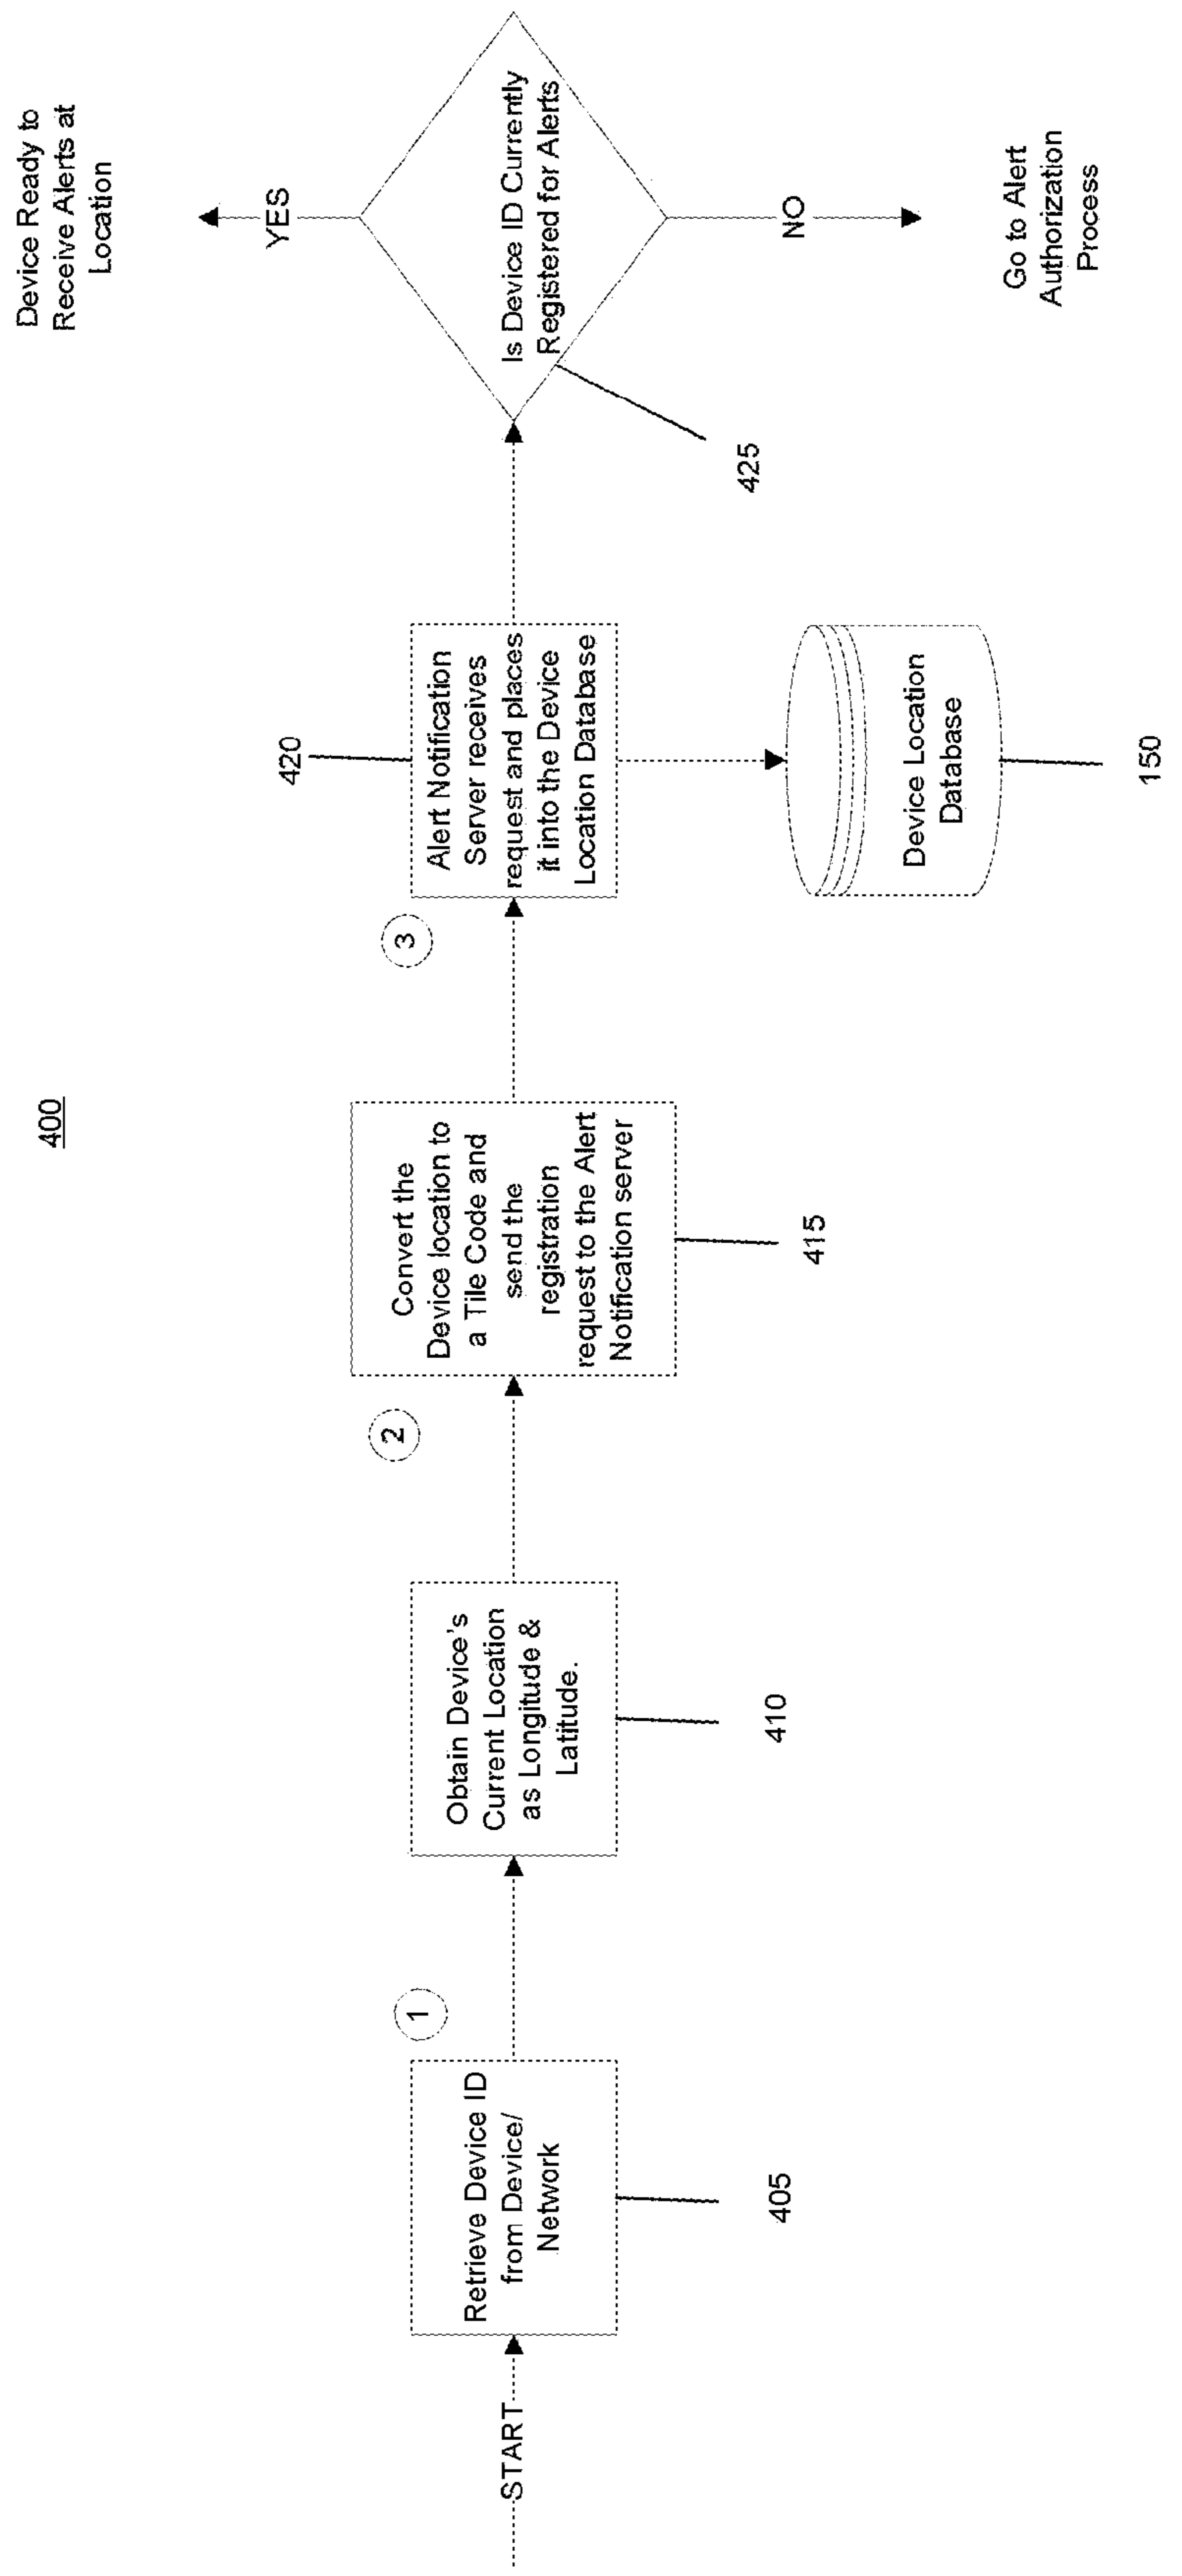 400
START
Retrieve Device ID
from Device/
Network
405
1
Obtain Device's
Current Location
as Longitude &
Latitude.
410
2
Convert the
Device location to
a Tile Code and
send the
registration
request to the Alert
Notification server
415
3
420
Alert Notification
Server receives
request and places
it into the Device
Location Database
Device Location
Database
150
Is Device ID Currently
Registered for Alerts
425
YES
Device Ready to
Receive Alerts at
Location
NO
Go to Alert
Authorization
Process